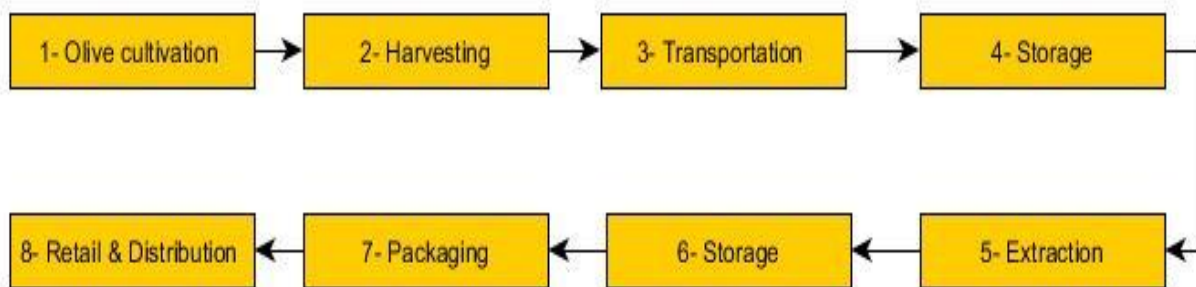 1- Olive cultivation
2- Harvesting
3- Transportation
4- Storage
5- Extraction
6- Storage
7- Packaging
8- Retail & Distribution